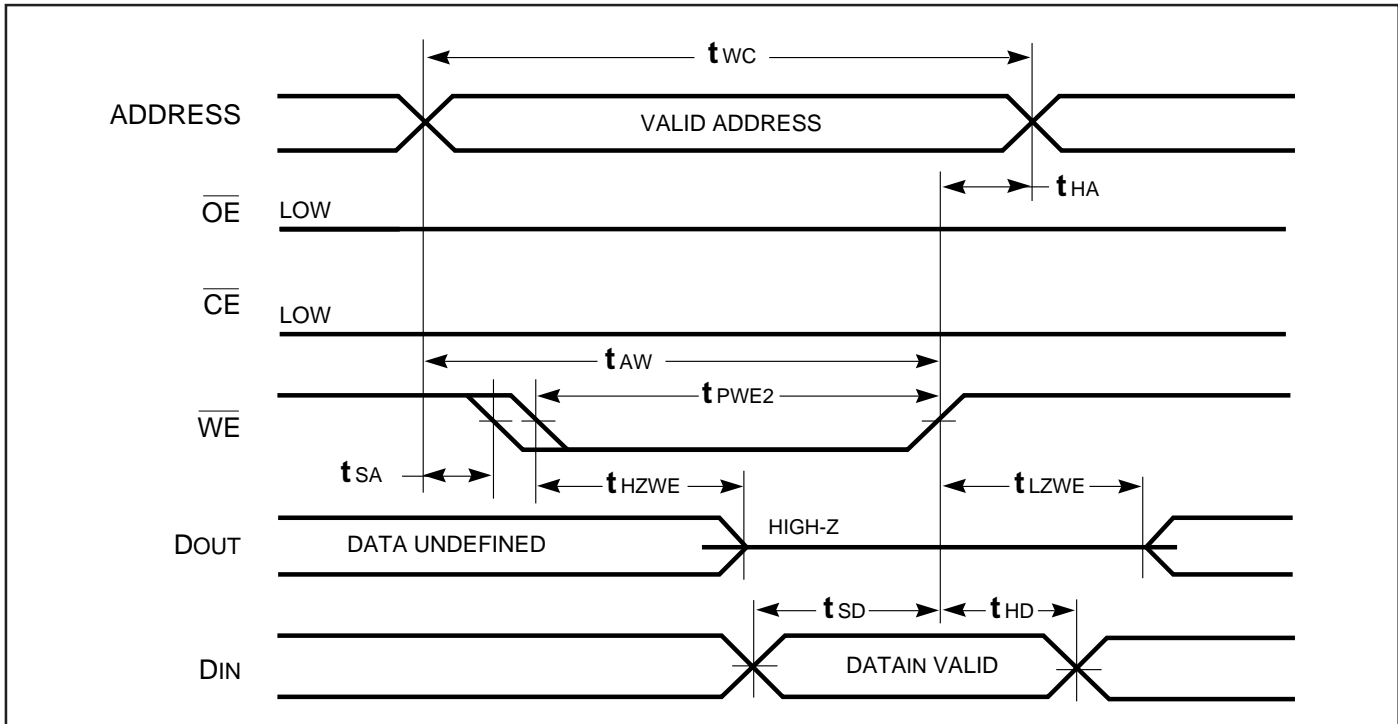 tWC
ADDRESS
VALID ADDRESS
tHA
OE
LOW
CE
LOW
tAW
tPWE2
WE
tSA
tHZWE
tLZWE
DOUT
DATA UNDEFINED
HIGH-Z
tSD
tHD
DIN
DATAIN VALID